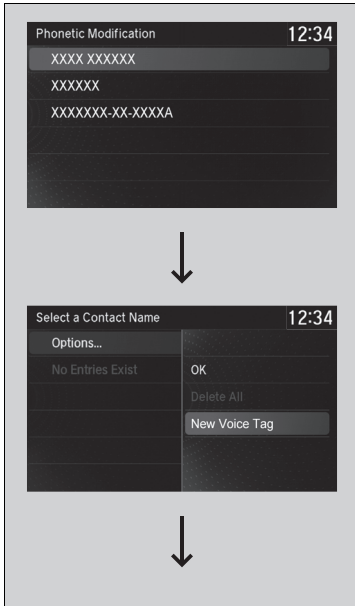 Phonetic Modification 12:34
XXXX XXXXXX
XXXXXX
XXXXXXX-XX-XXXXA
Select a Contact Name 12:34
Options...
No Entries Exist
OK
Delete All
New Voice Tag